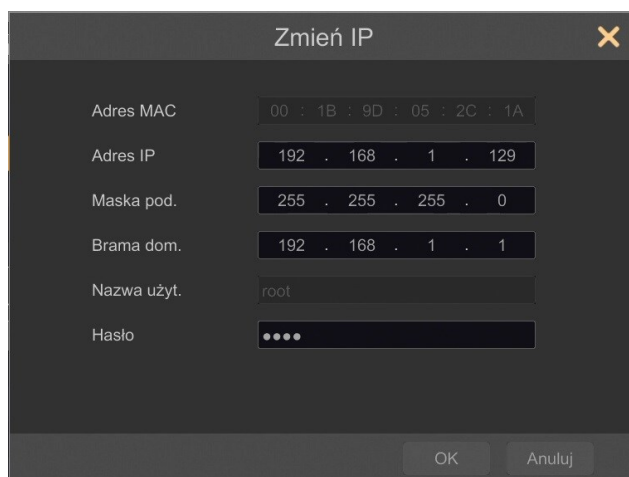 Zmień IP
Adres MAC 00 : 1B : 9D : 05 : 2C : 1A
Adres IP 192 . 168 . 1 . 129
Maska pod. 255 . 255 . 255 . 0
Brama dom. 192 . 168 . 1 . 1
Nazwa użyt. root
Hasło ●●●●
OK Anuluj